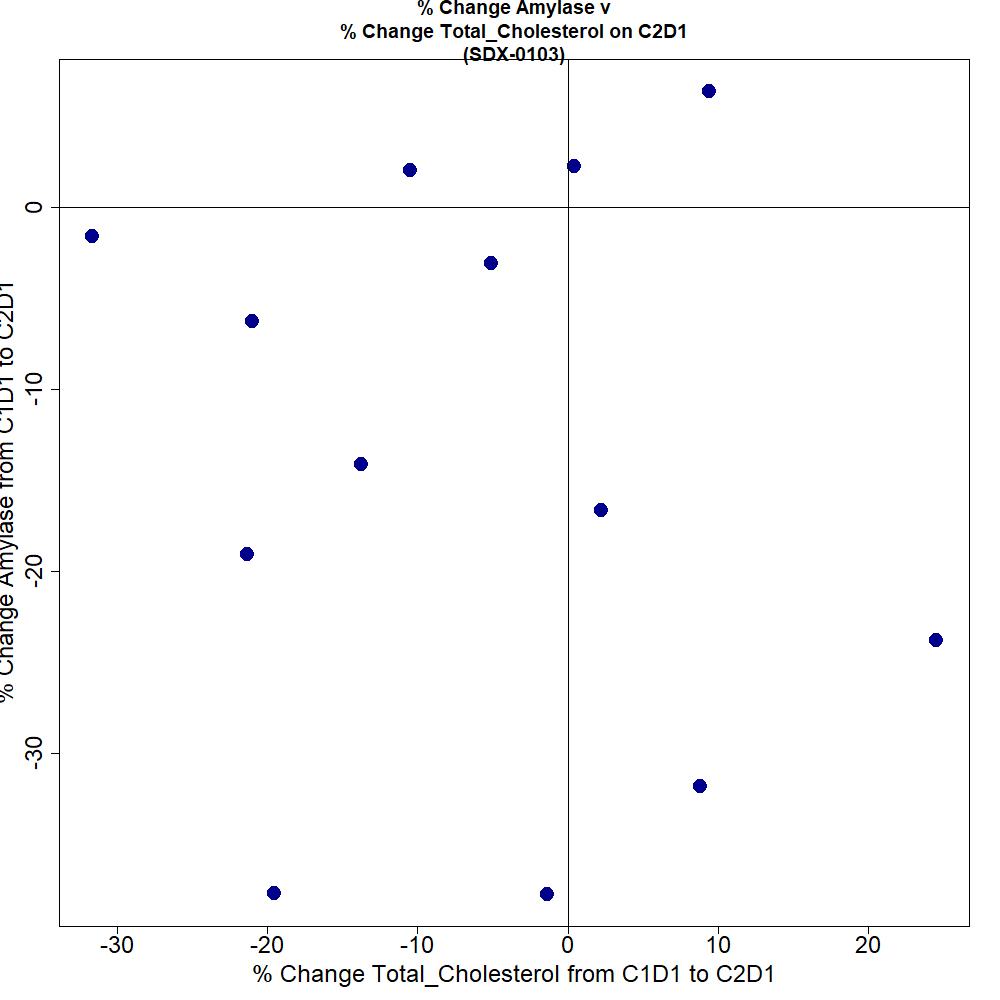 % Change Amylase v
% Change Total_Cholesterol on C2D1
(SDX-0103)
% Change Amylase from C1D1 to C2D1
0
-10
-20
-30
-30
-20
-10
0
10
20
% Change Total_Cholesterol from C1D1 to C2D1